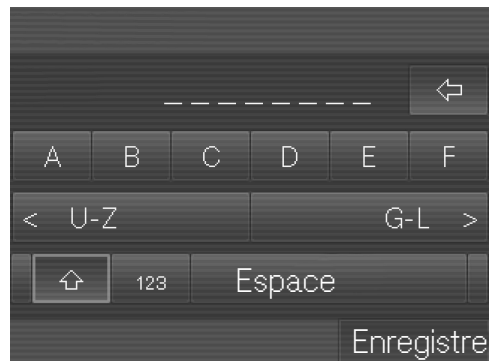 _ _ _ _ _ _ _ _ _
A B C D E F
< U-Z G-L >
123 Espace
Enregistre